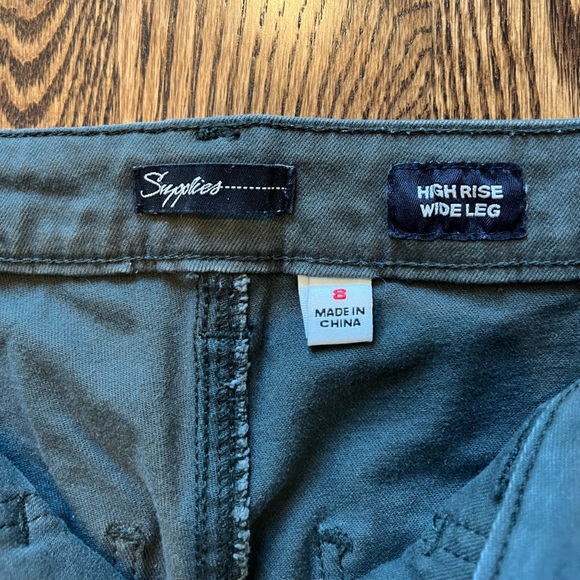 Supplies
HIGH RISE
WIDE LEG
8
MADE IN
CHINA